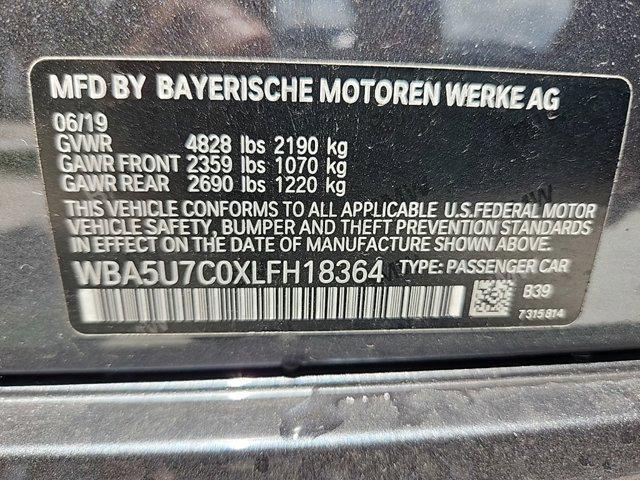 MFD BY BAYERISCHE MOTOREN WERKE AG
06/19
GVWR 4828 lbs 2190 kg
GAWR FRONT 2359 lbs 1070 kg
GAWR REAR 2690 lbs 1220 kg
THIS VEHICLE CONFORMS TO ALL APPLICABLE U.S.FEDERAL MOTOR
VEHICLE SAFETY, BUMPER AND THEFT PREVENTION STANDARDS
IN EFFECT ON THE DATE OF MANUFACTURE SHOWN ABOVE.
WBA5U7C0XLFH18364 TYPE: PASSENGER CAR
B39
7315914